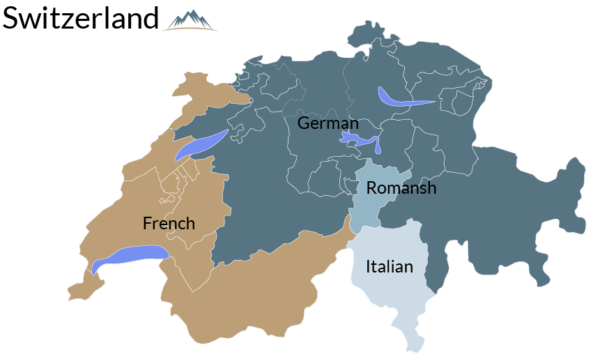 Switzerland
German
Romansh
French
Italian